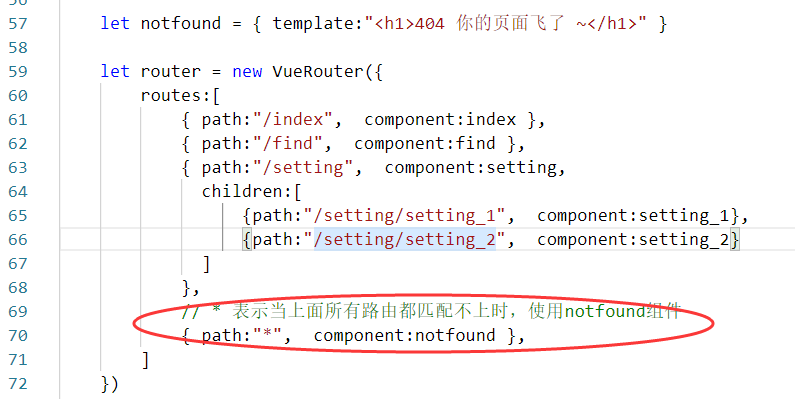 57 let notfound = { template:"<h1>404 你的页面飞了 ~</h1>" }
58
59 let router = new VueRouter({
60 routes:[
61 { path:"/index",  component:index },
62 { path:"/find",  component:find },
63 { path:"/setting",  component:setting,
64 children:[
65 {path:"/setting/setting_1",  component:setting_1},
66 {path:"/setting/setting_2",  component:setting_2}
67 ]
68 },
69 // * 表示当上面所有路由都匹配不上时，使用notfound组件
70 { path:"*",  component:notfound },
71 ]
72 })